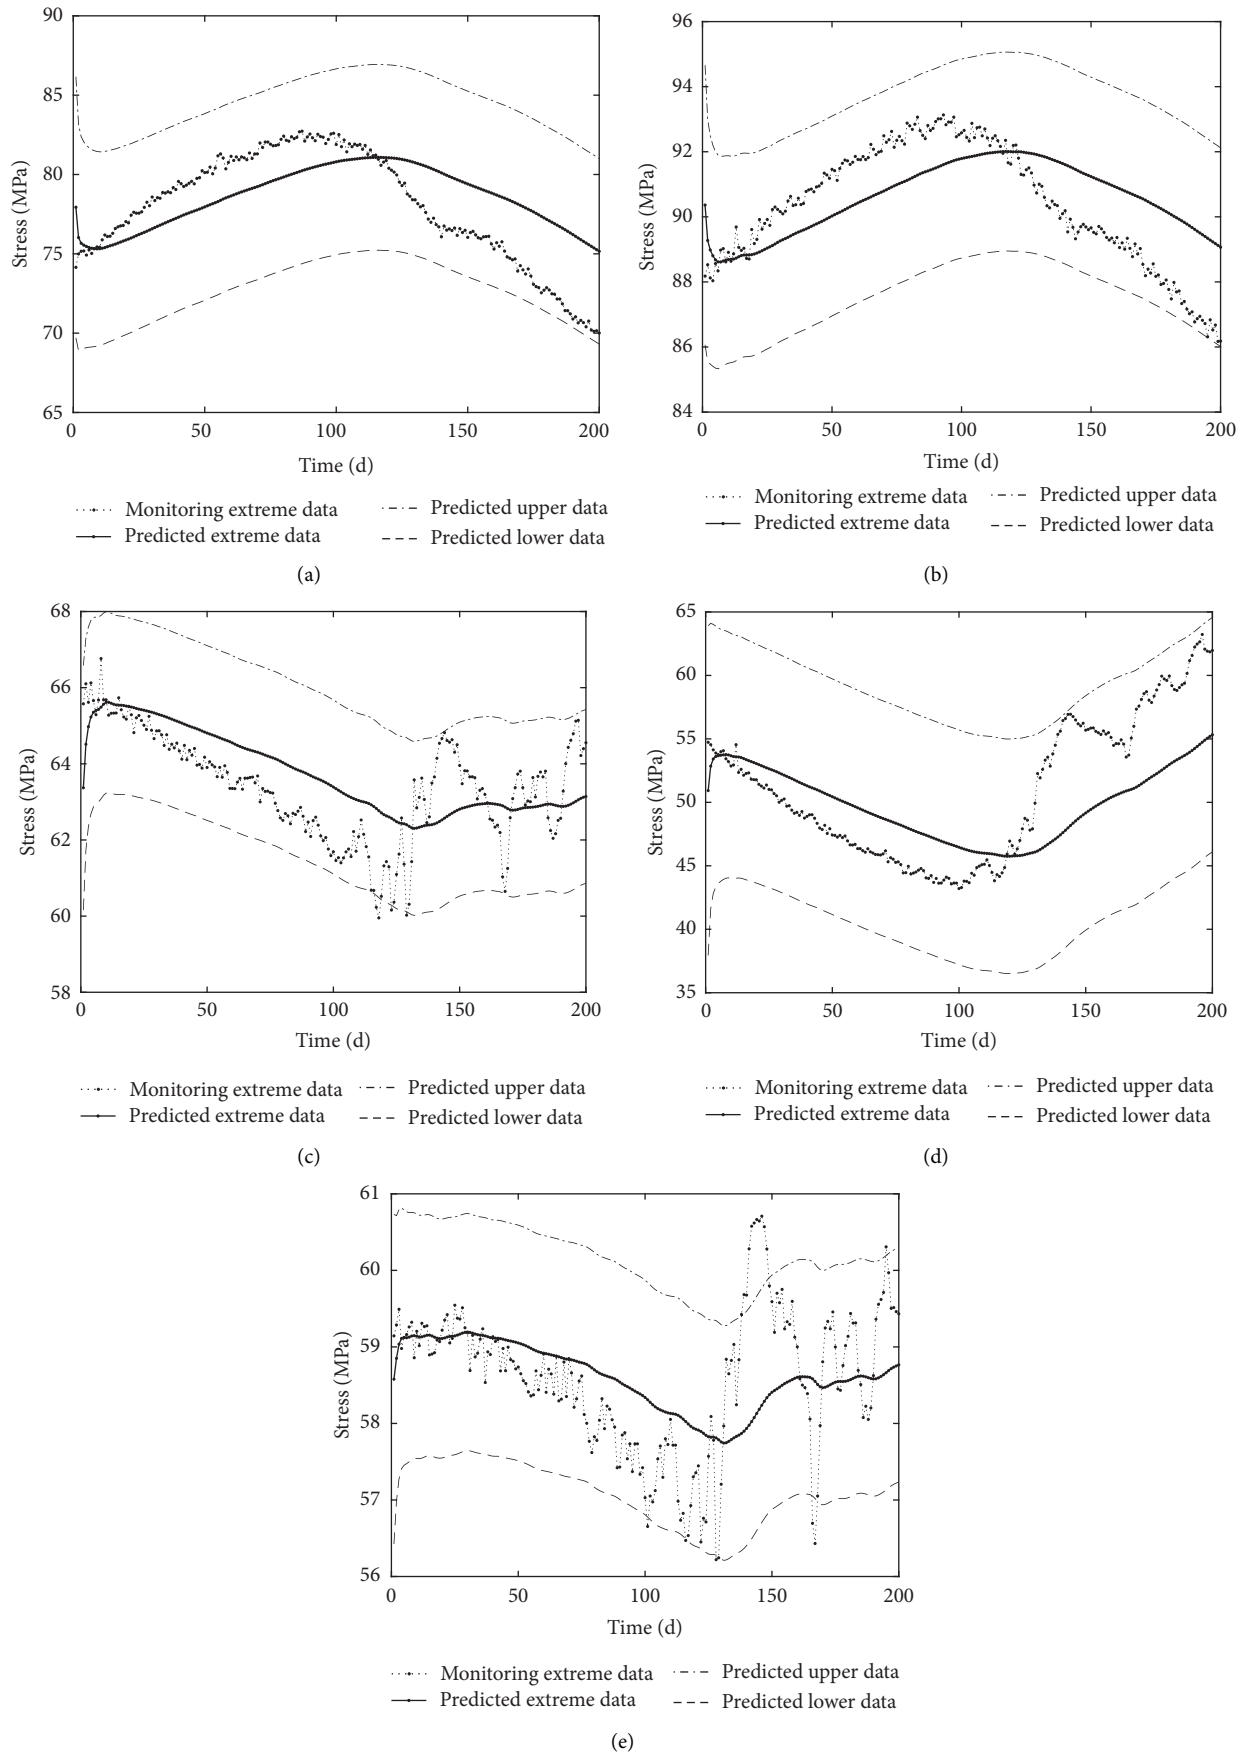 90
85
80
75
70
65
Stress (MPa)
0 50 100 150 200
Time (d)
Monitoring extreme data
Predicted extreme data
Predicted upper data
Predicted lower data
(a)
96
94
92
90
88
86
84
Stress (MPa)
0 50 100 150 200
Time (d)
Monitoring extreme data
Predicted extreme data
Predicted upper data
Predicted lower data
(b)
68
66
64
62
60
58
Stress (MPa)
0 50 100 150 200
Time (d)
Monitoring extreme data
Predicted extreme data
Predicted upper data
Predicted lower data
(c)
65
60
55
50
45
40
35
Stress (MPa)
0 50 100 150 200
Time (d)
Monitoring extreme data
Predicted extreme data
Predicted upper data
Predicted lower data
(d)
61
60
59
58
57
56
Stress (MPa)
0 50 100 150 200
Time (d)
Monitoring extreme data
Predicted extreme data
Predicted upper data
Predicted lower data
(e)